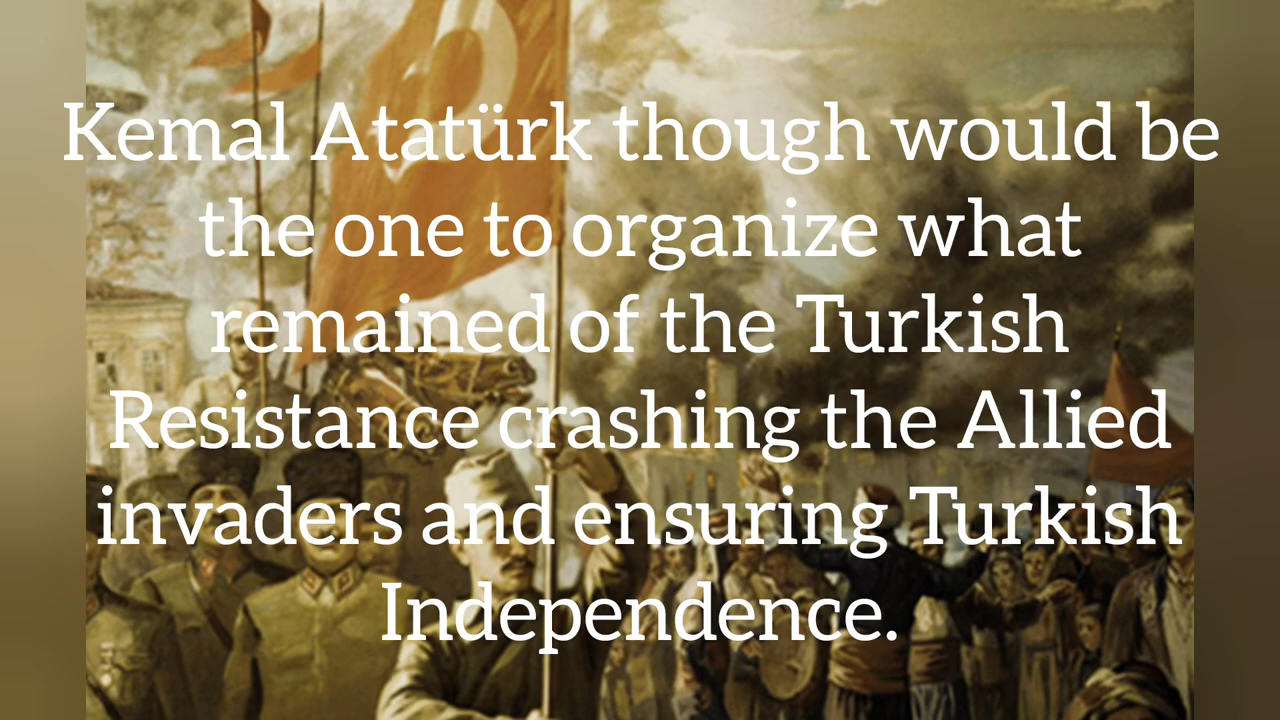 Kemal Atatürk though would be
the one to organize what
remained of the Turkish
Resistance crashing the Allied
invaders and ensuring Turkish
Independence.